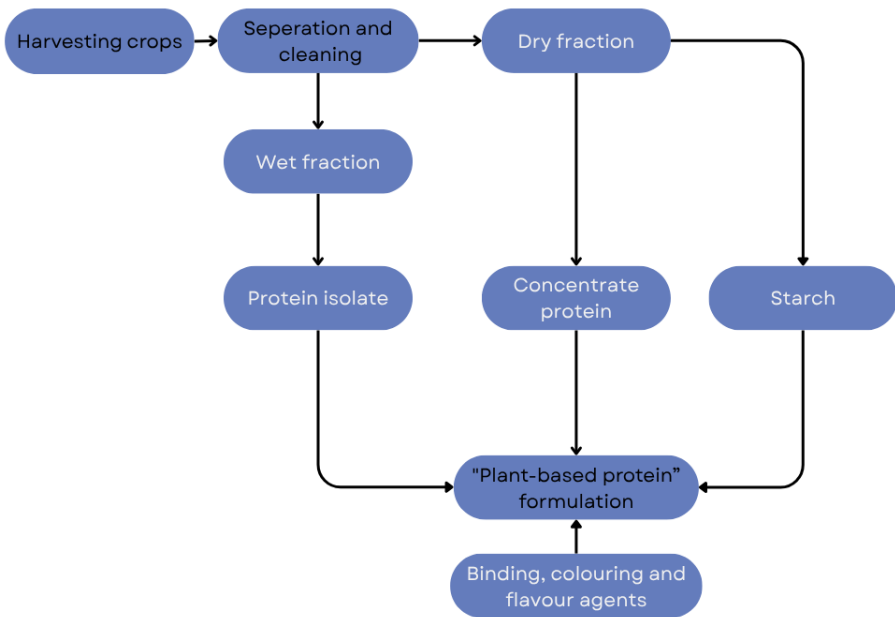 Harvesting crops
Seperation and
cleaning
Dry fraction
Wet fraction
Protein isolate
Concentrate
protein
Starch
"Plant-based protein”
formulation
Binding, colouring and
flavour agents